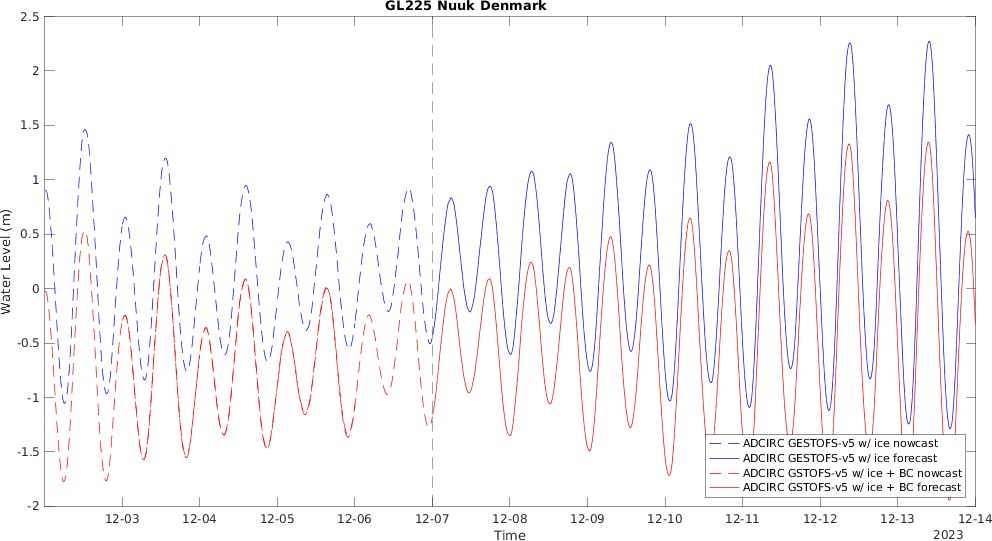 GL225 Nuuk Denmark
Water Level (m)
2.5
2
1.5
1
0.5
0
-0.5
-1
-1.5
-2
ADCIRC GESTOFS-v5 w/ ice nowcast
ADCIRC GESTOFS-v5 w/ ice forecast
ADCIRC GSTOFS-v5 w/ ice + BC nowcast
ADCIRC GSTOFS-v5 w/ ice + BC forecast
12-03 12-04 12-05 12-06 12-07 12-08 12-09 12-10 12-11 12-12 12-13 12-14
Time
2023